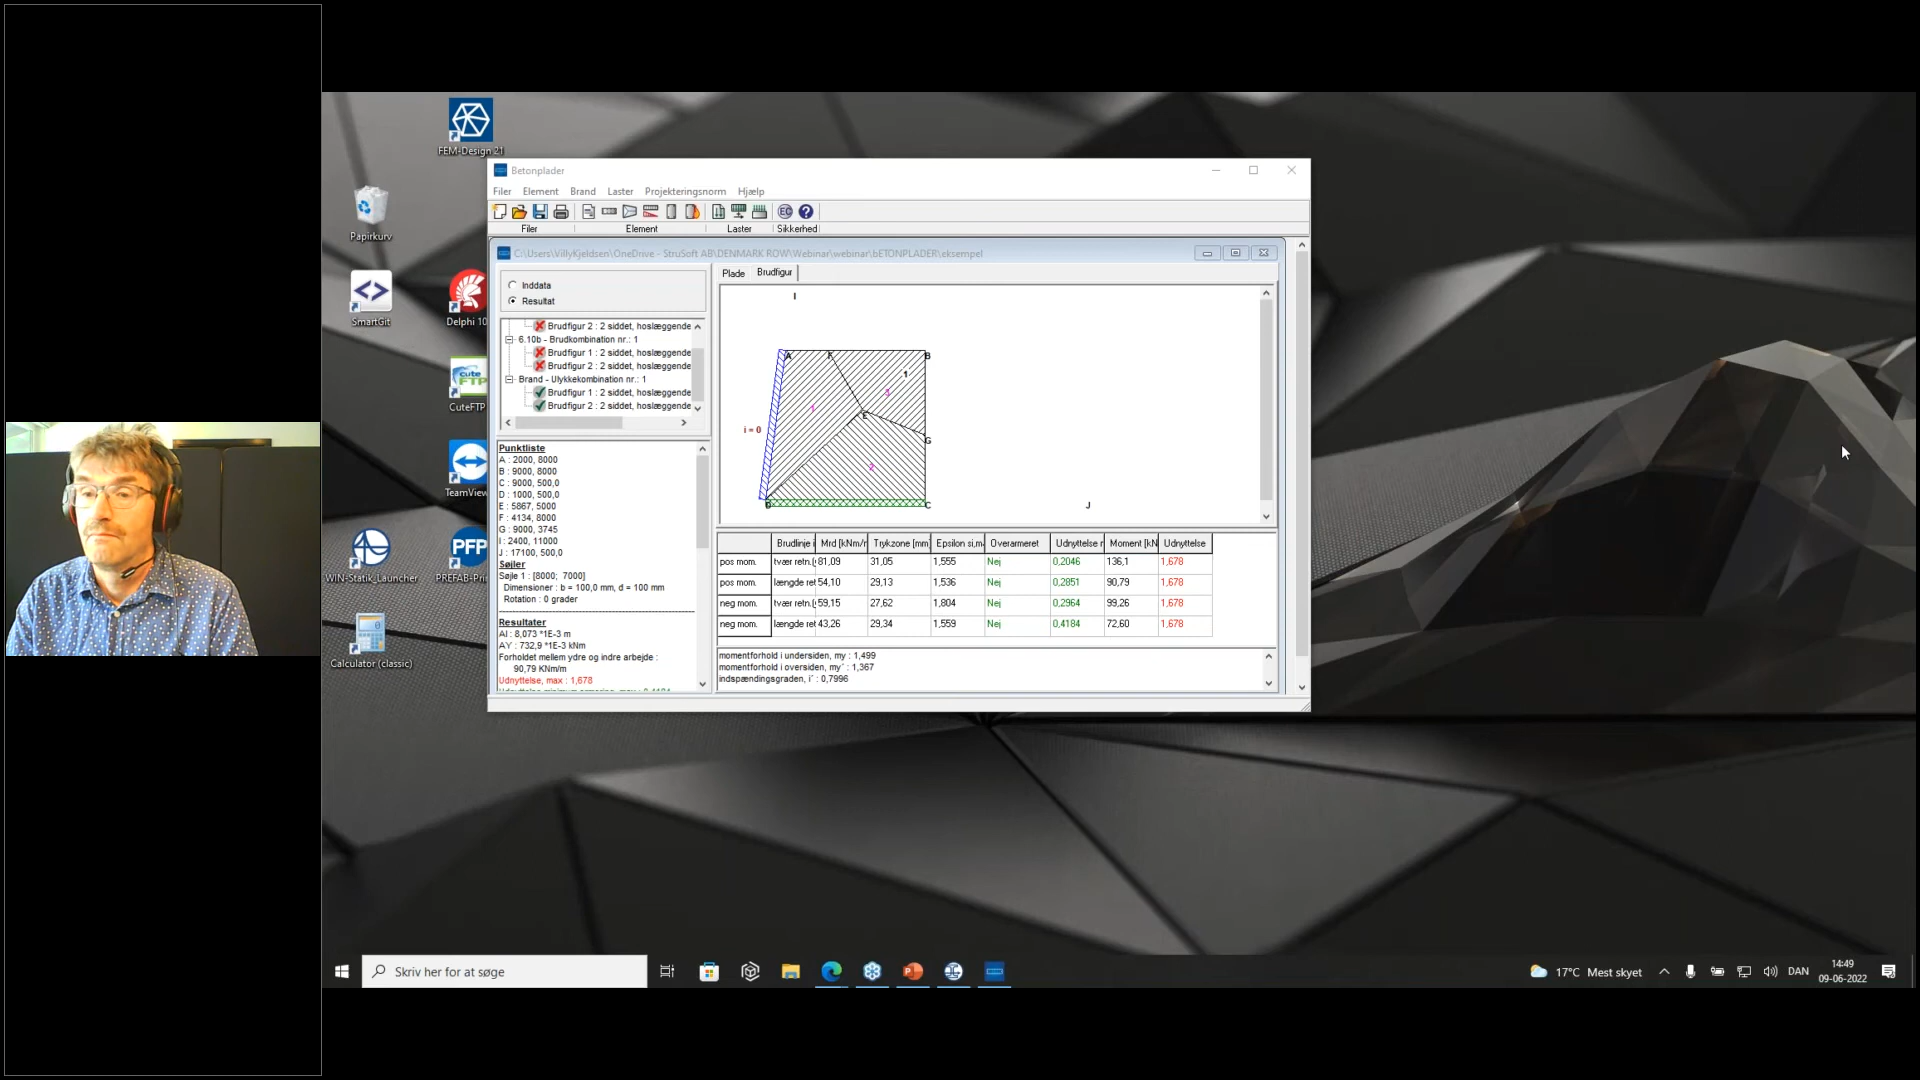 FEM-Design 21
Papirkurv
SmartGit
Delphi 10
CuteFTP
TeamView
WIN-Statik_Launcher
PREFAB-Pri
Calculator (classic)
Betonplader
Filer Element Brand Laster Projekteringsnorm Hjælp
Filer Element Laster Sikkerhed
C:\Users\VillyKjeldsen\OneDrive - StruSoft AB\DENMARK ROW\Webinar\webinar\bETONPLADER\eksempel
Inddata
Resultat
Brudfigur 2 : 2 siddet, hoslæggende
6.10b - Brudkombination nr.: 1
Brudfigur 1 : 2 siddet, hoslæggende
Brudfigur 2 : 2 siddet, hoslæggende
Brand - Ulykkekombination nr.: 1
Brudfigur 1 : 2 siddet, hoslæggende
Brudfigur 2 : 2 siddet, hoslæggende
Punktliste
A : 2000, 8000
B : 9000, 8000
C : 9000, 500,0
D : 1000, 500,0
E : 5867, 5000
F : 4134, 8000
G : 9000, 3745
I : 2400, 11000
J : 17100, 500,0
Søjler
Søjle 1 : [8000; 7000]
Dimensioner : b = 100,0 mm, d = 100 mm
Rotation : 0 grader
Resultater
AI : 8,073 *1E-3 m
AY : 732,9 *1E-3 kNm
Forholdet mellem ydre og indre arbejde :
90,79 KNm/m
Udnyttelse, max : 1,678
Plade Brudfigur
I
A F B
1
3
1
E
i = 0
G
2
D C J
Brudlinje i Mrd [kNm/r Trykzone [mm] Epsilon si,m Overarmeret Udnyttelse r Moment [kN Udnyttelse
pos mom. tvær retn.( 81,09 31,05 1,555 Nej 0,2046 136,1 1,678
pos mom. længde ret 54,10 29,13 1,536 Nej 0,2851 90,79 1,678
neg mom. tvær retn.( 59,15 27,62 1,804 Nej 0,2964 99,26 1,678
neg mom. længde ret 43,26 29,34 1,559 Nej 0,4184 72,60 1,678
momentforhold i undersiden, my : 1,499
momentforhold i oversiden, my´ : 1,367
indspændingsgraden, i´ : 0,7996
Skriv her for at søge
17°C Mest skyet
DAN
14:49
09-06-2022